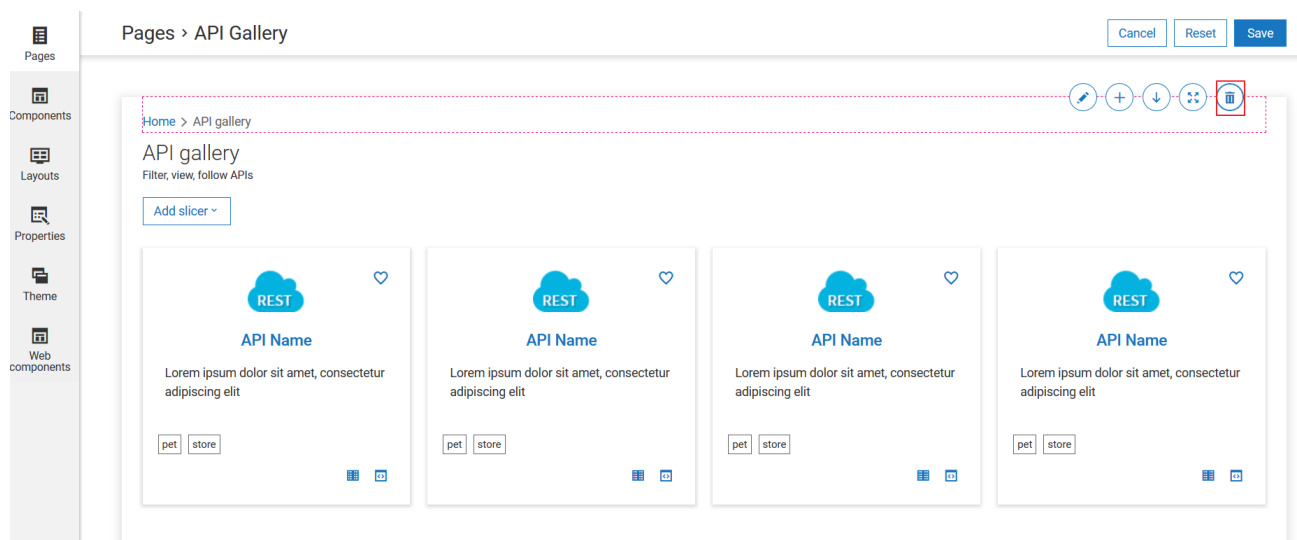 Pages
Components
Layouts
Properties
Theme
Web
components
Pages > API Gallery
Cancel Reset Save
Home > API gallery
API gallery
Filter, view, follow APIs
Add slicer
REST REST REST REST
API Name API Name API Name API Name
Lorem ipsum dolor sit amet, consectetur Lorem ipsum dolor sit amet, consectetur Lorem ipsum dolor sit amet, consectetur Lorem ipsum dolor sit amet, consectetur
adipiscing elit adipiscing elit adipiscing elit adipiscing elit
pet store pet store pet store pet store